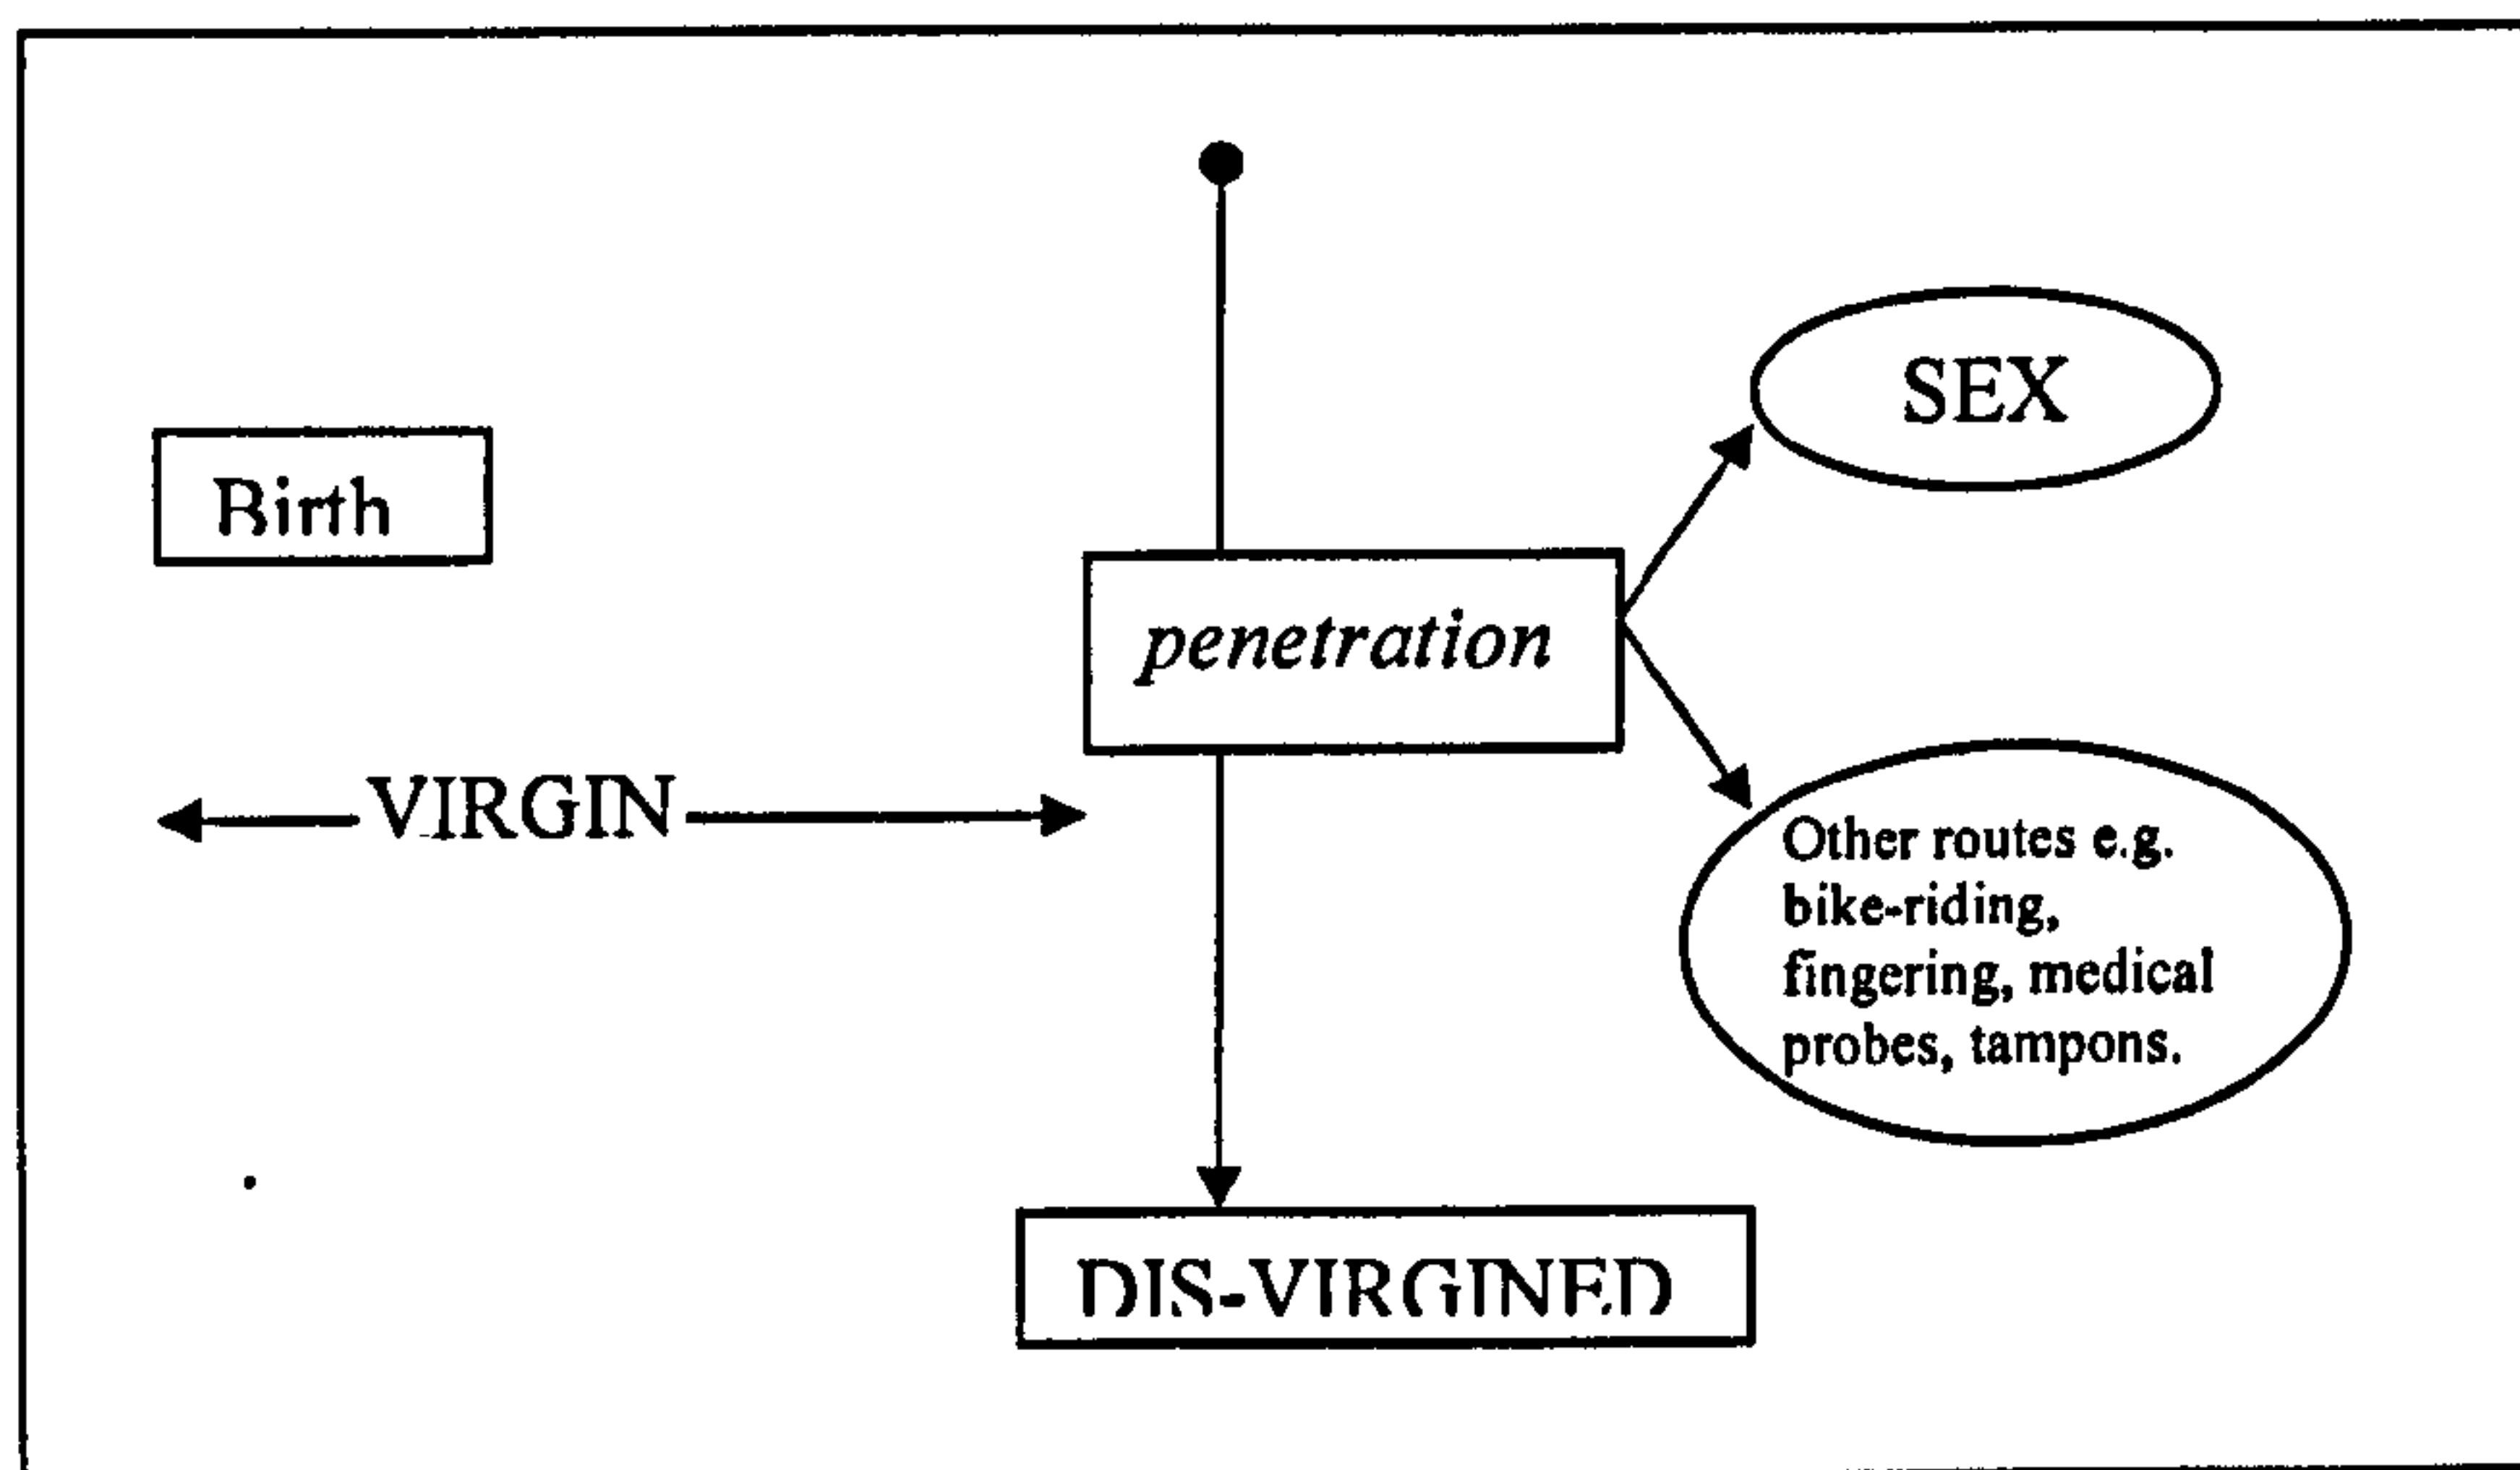 SEX
Birth
penetration
VIRGIN
Other routes e.g.
bike-riding,
fingering, medical
probes, tampons.
DIS-VIRGINED